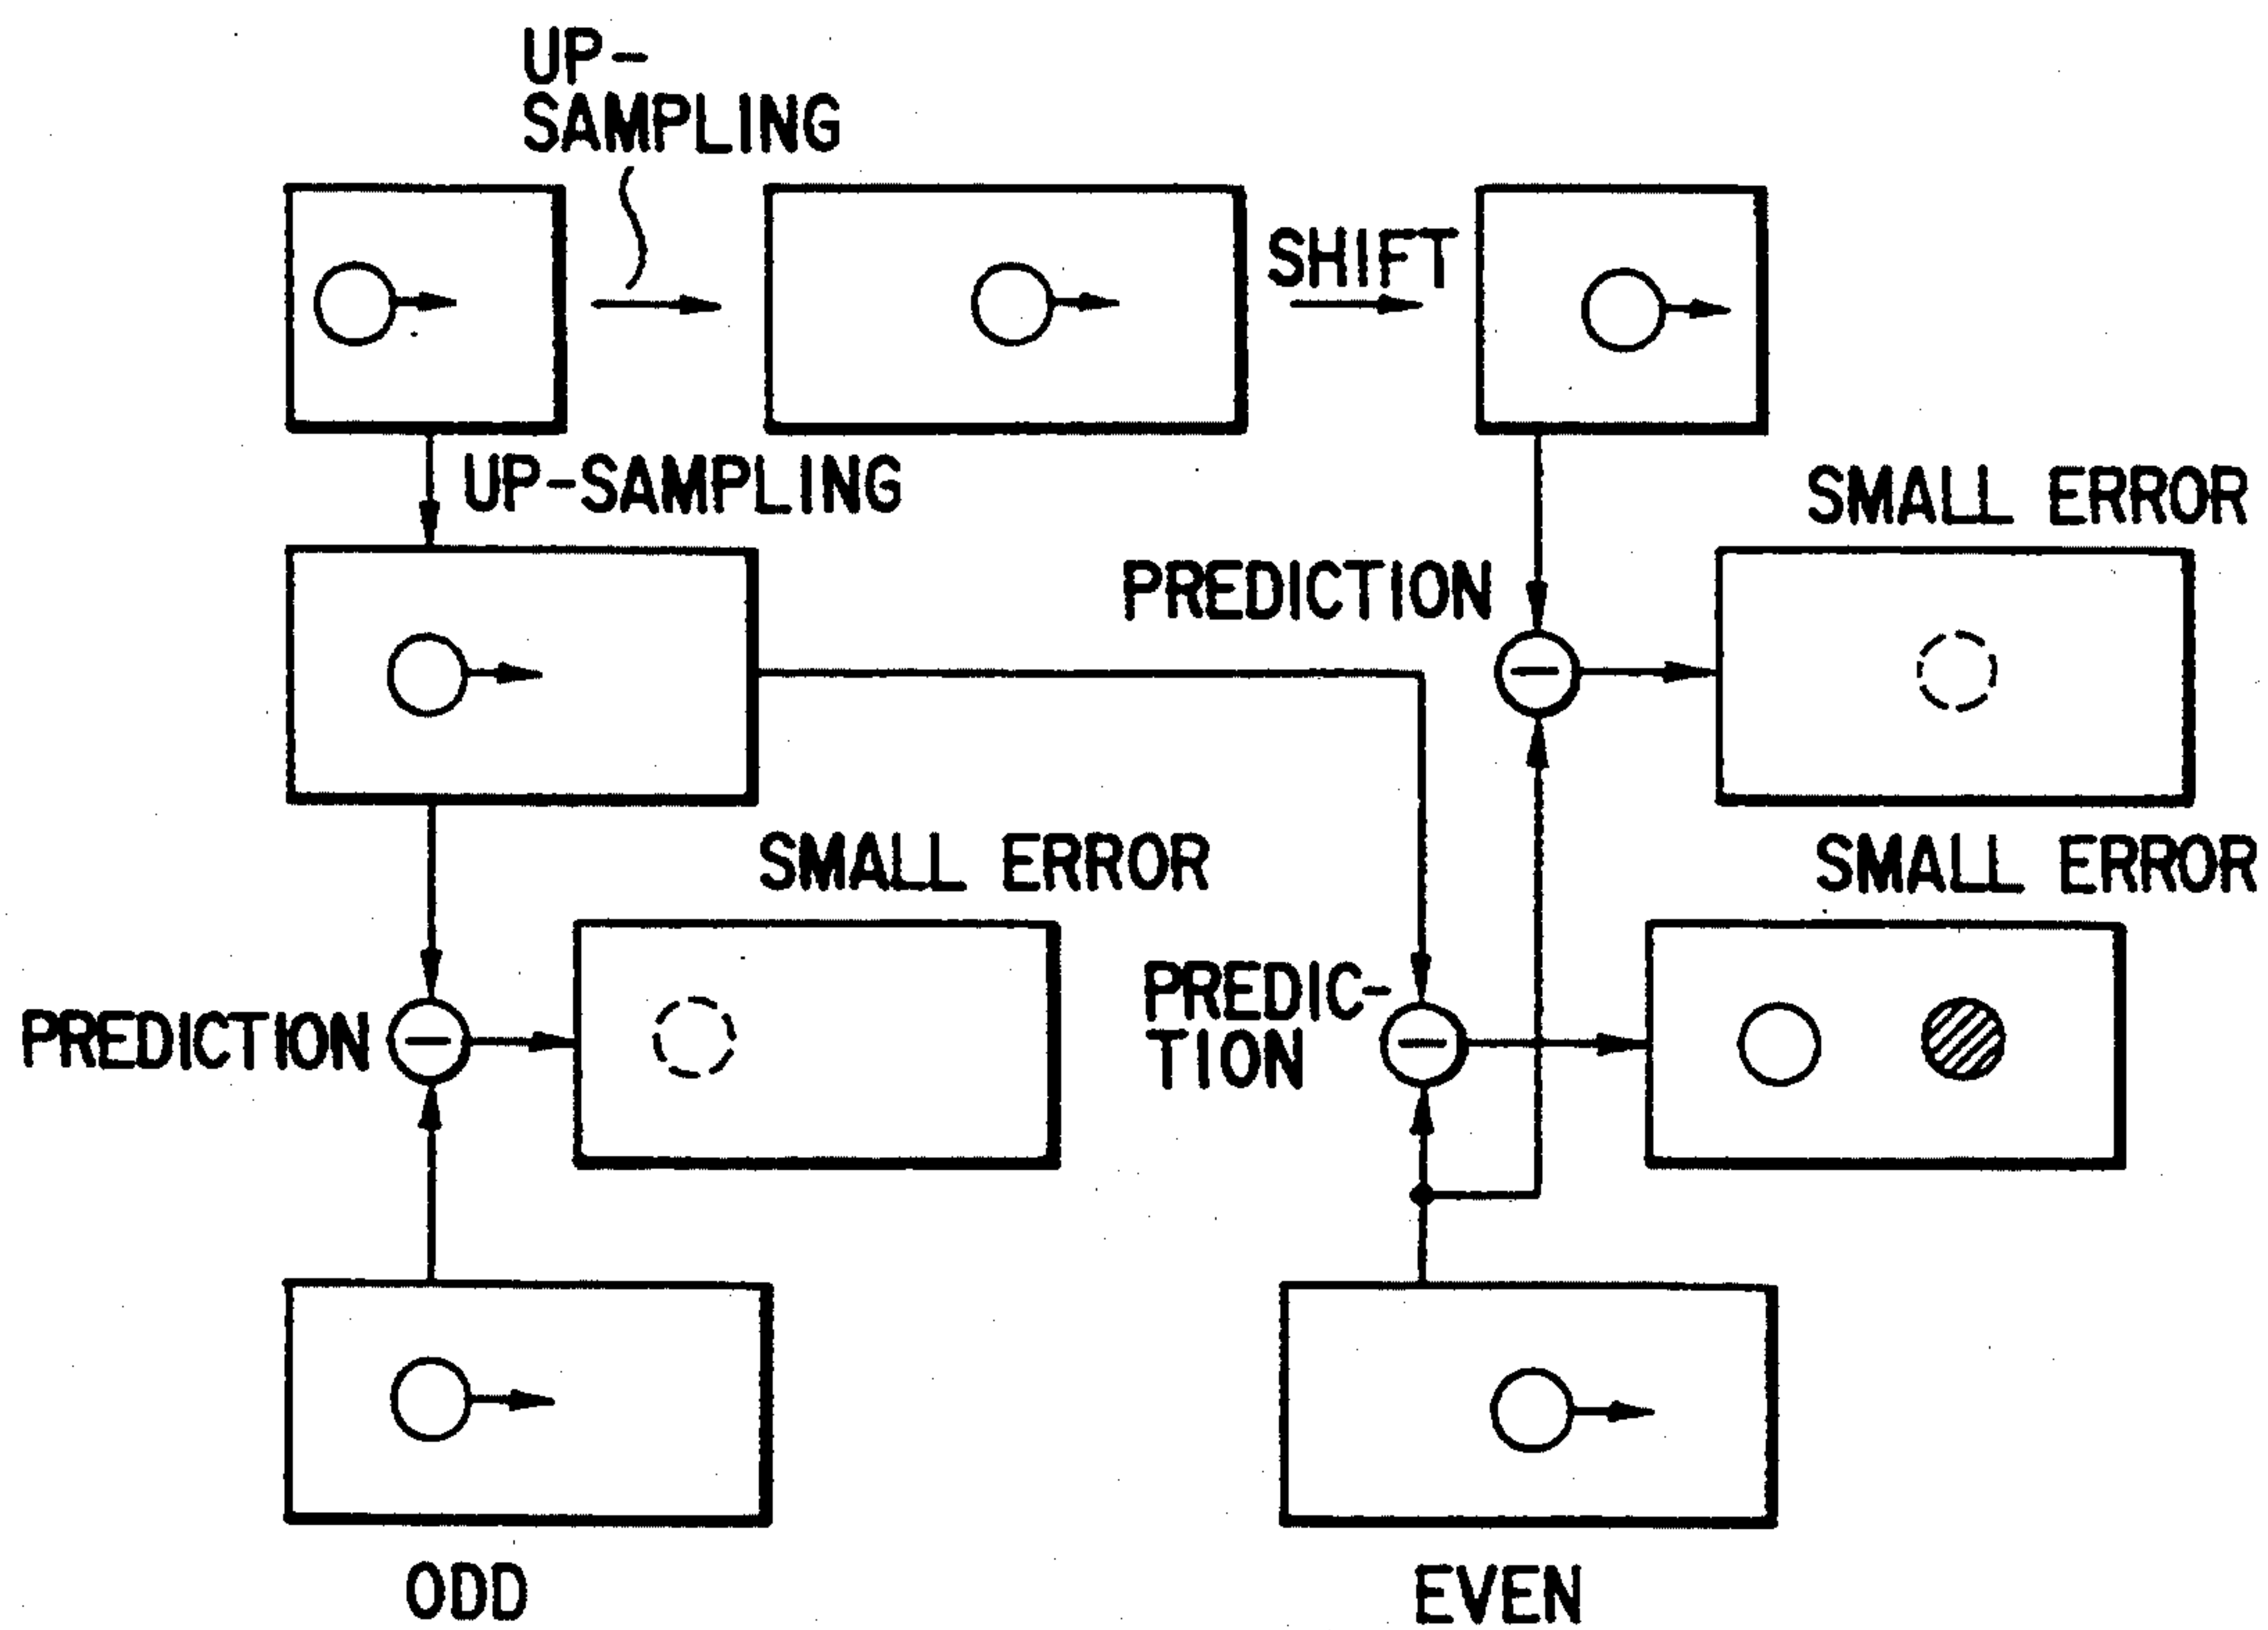 UP-
SAMPLING
SHIFT
UP-SAMPLING
SMALL ERROR
PREDICTION
SMALL ERROR
SMALL ERROR
PREDIC-
TION
PREDICTION
ODD
EVEN